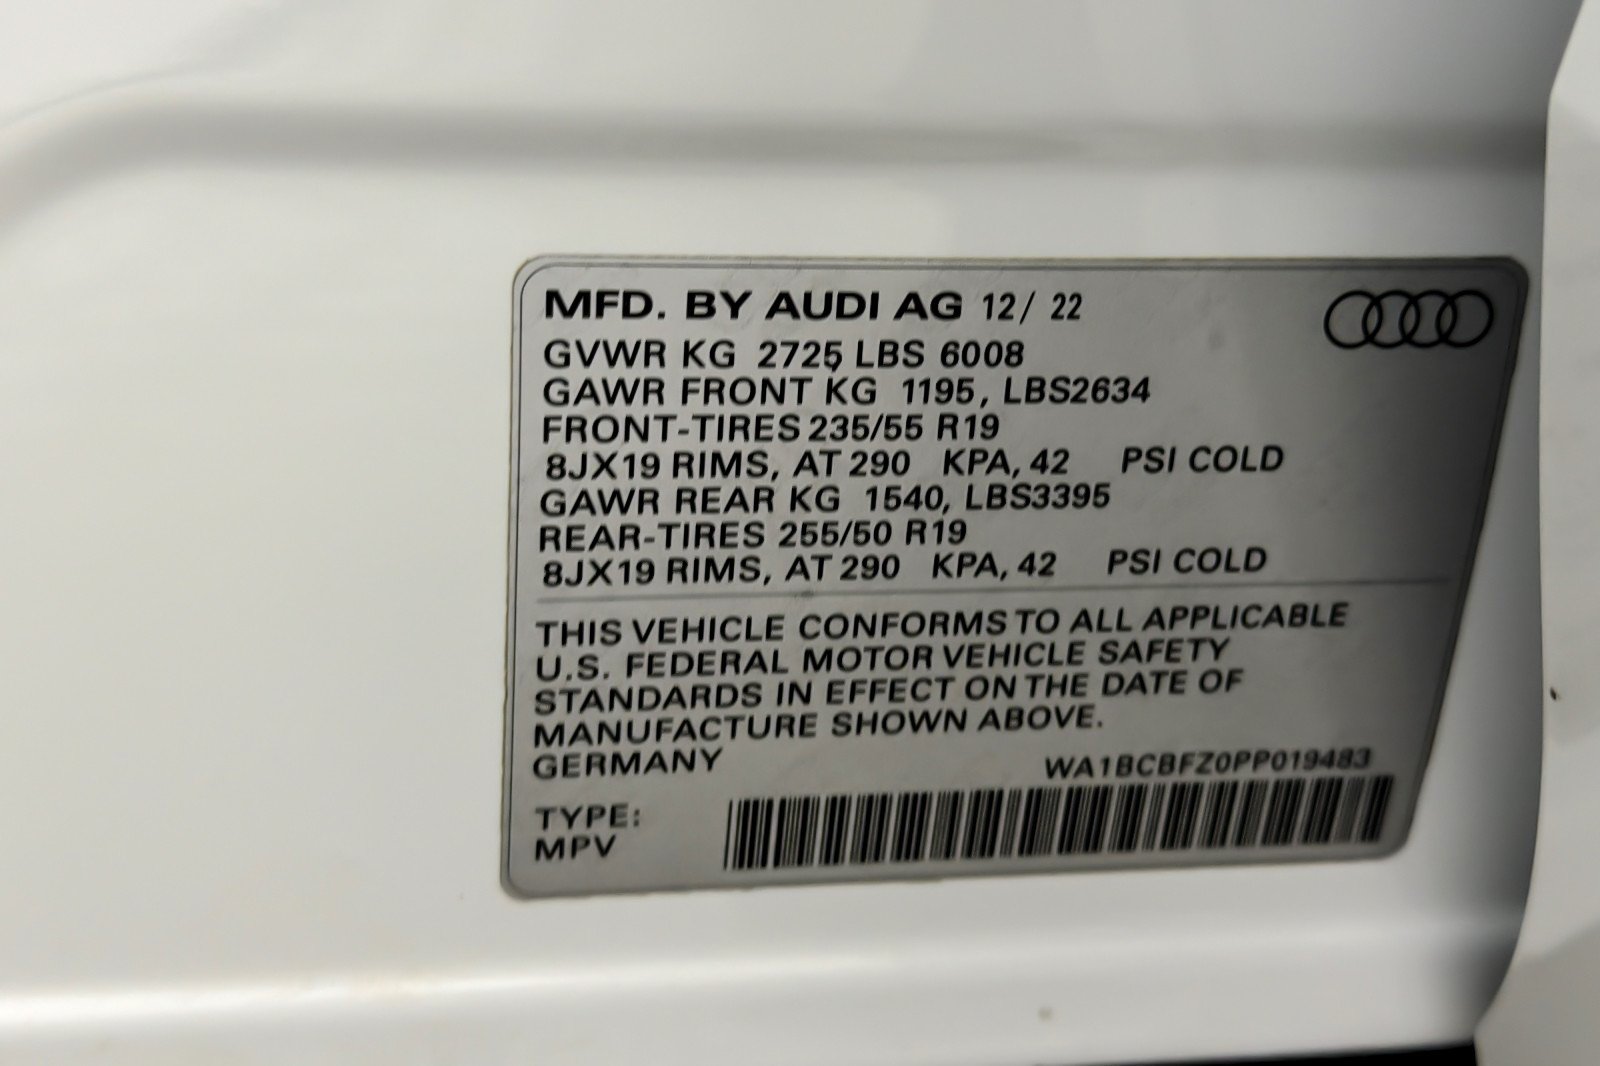 MFD. BY AUDI AG 12/ 22
GVWR KG 2725 LBS 6008
GAWR FRONT KG 1195, LBS2634
FRONT-TIRES 235/55 R19
8JX19 RIMS, AT 290 KPA, 42 PSI COLD
GAWR REAR KG 1540, LBS3395
REAR-TIRES 255/50 R19
8JX19 RIMS, AT 290 KPA, 42 PSI COLD
THIS VEHICLE CONFORMS TO ALL APPLICABLE
U.S. FEDERAL MOTOR VEHICLE SAFETY
STANDARDS IN EFFECT ON THE DATE OF
MANUFACTURE SHOWN ABOVE.
GERMANY WA1BCBFZ0PP019483
TYPE:
MPV